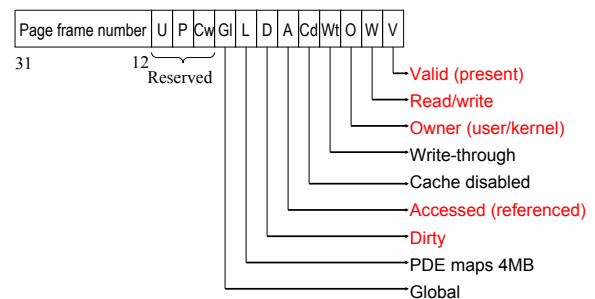 Page frame number U P Cw Gl L D A Cd Wt O W V
31 12
Reserved
Valid (present)
Read/write
Owner (user/kernel)
Write-through
Cache disabled
Accessed (referenced)
Dirty
PDE maps 4MB
Global